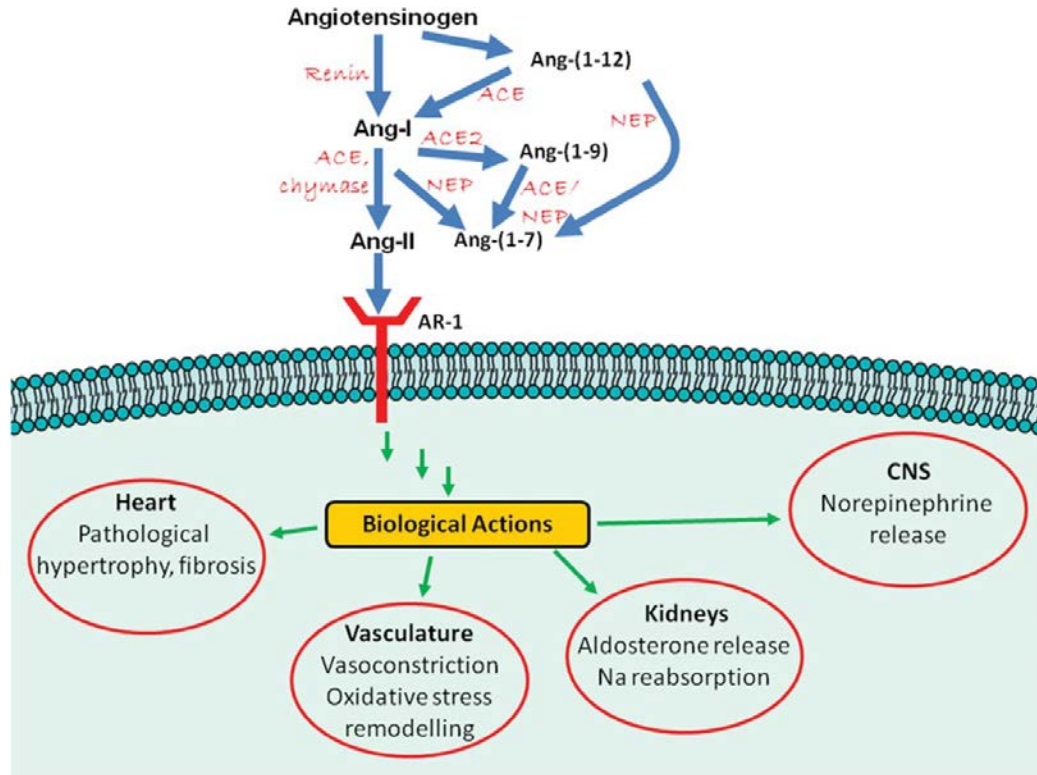 Angiotensinogen
Ang-(1-12)
Renin
ACE
NEP
Ang-I
ACE2
Ang-(1-9)
ACE,
chymase
NEP
ACE/
NEP
Ang-II
Ang-(1-7)
AR-1
CNS
Norepinephrine
release
Heart
Pathological
hypertrophy, fibrosis
Biological Actions
Vasculature
Vasoconstriction
Oxidative stress
remodelling
Kidneys
Aldosterone release
Na reabsorption